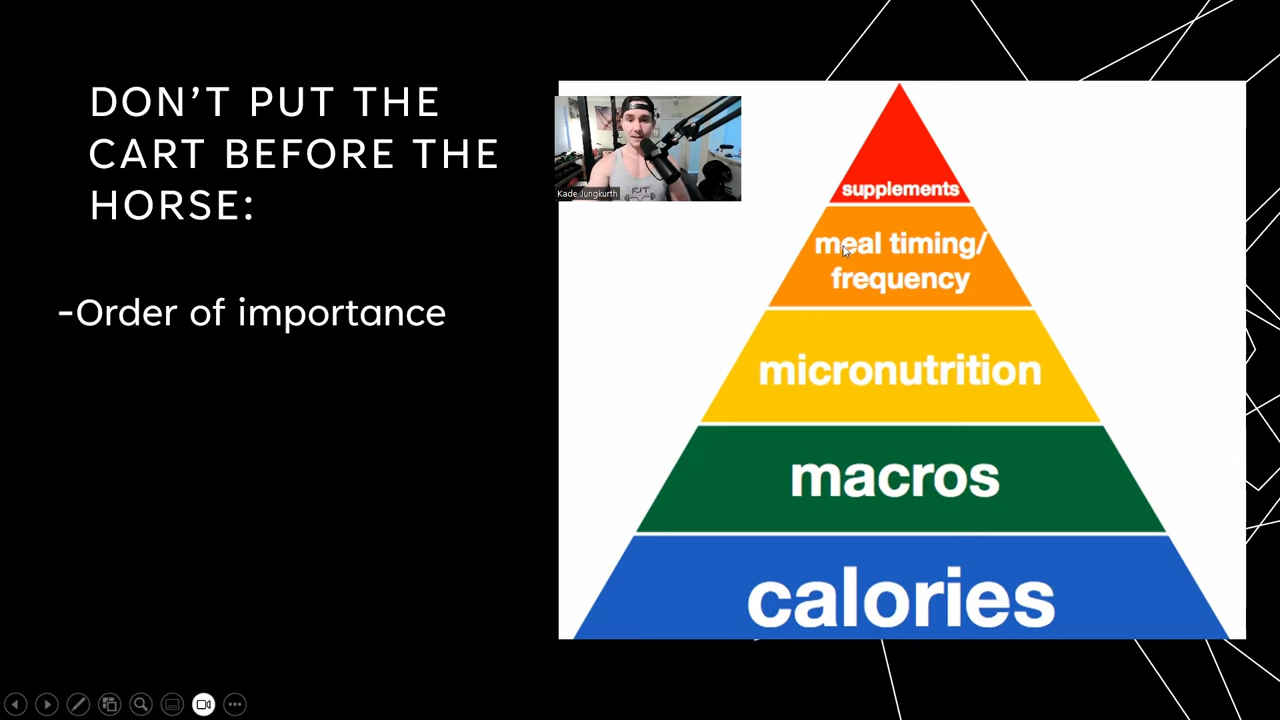 DON'T PUT THE
CART BEFORE THE
HORSE:
-Order of importance
Kade Jungkurth
RJT
supplements
meal timing/
frequency
micronutrition
macros
calories